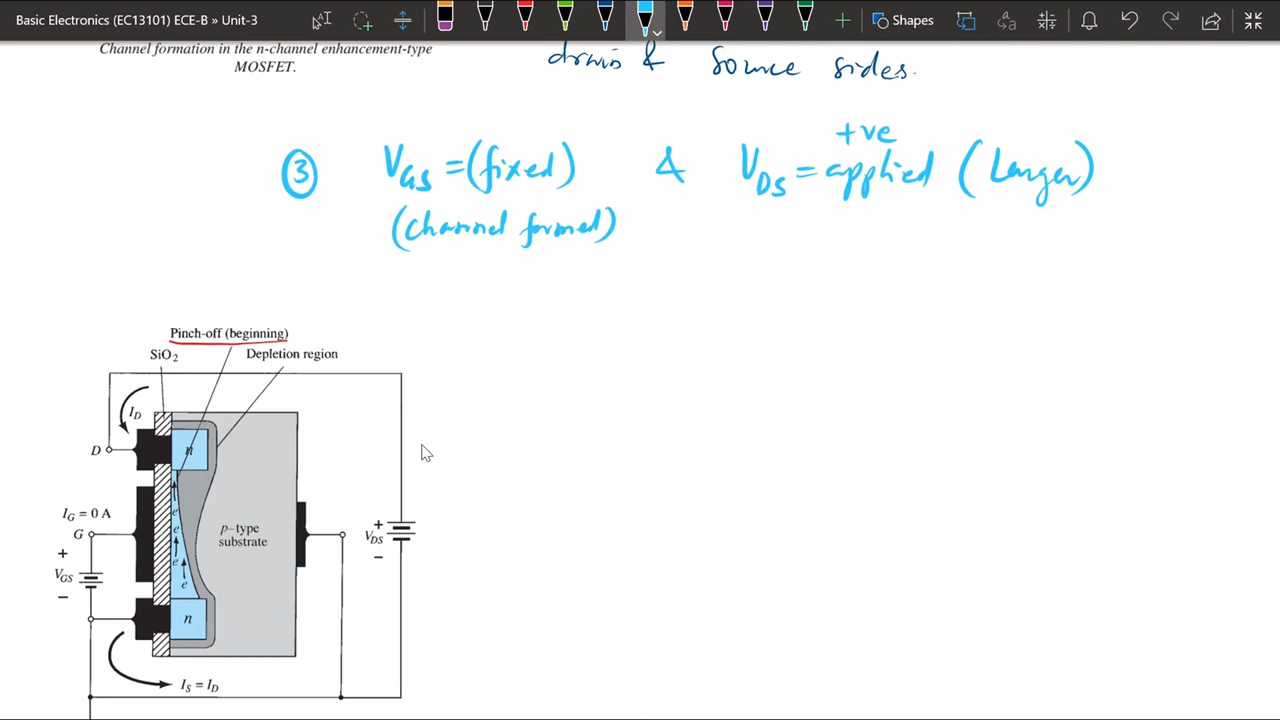 Basic Electronics (EC13101) ECE-B » Unit-3
Shapes
Channel formation in the n-channel enhancement-type
MOSFET.
drain & source sides.
③ VGS = (fixed) & VDS = applied (Larger)
+ve
(channel formed)
Pinch-off (beginning)
SiO2
Depletion region
ID
D
n
IG = 0 A
G
+
VGS
–
e
e
e
e
p-type
substrate
+
VDS
–
n
IS = ID